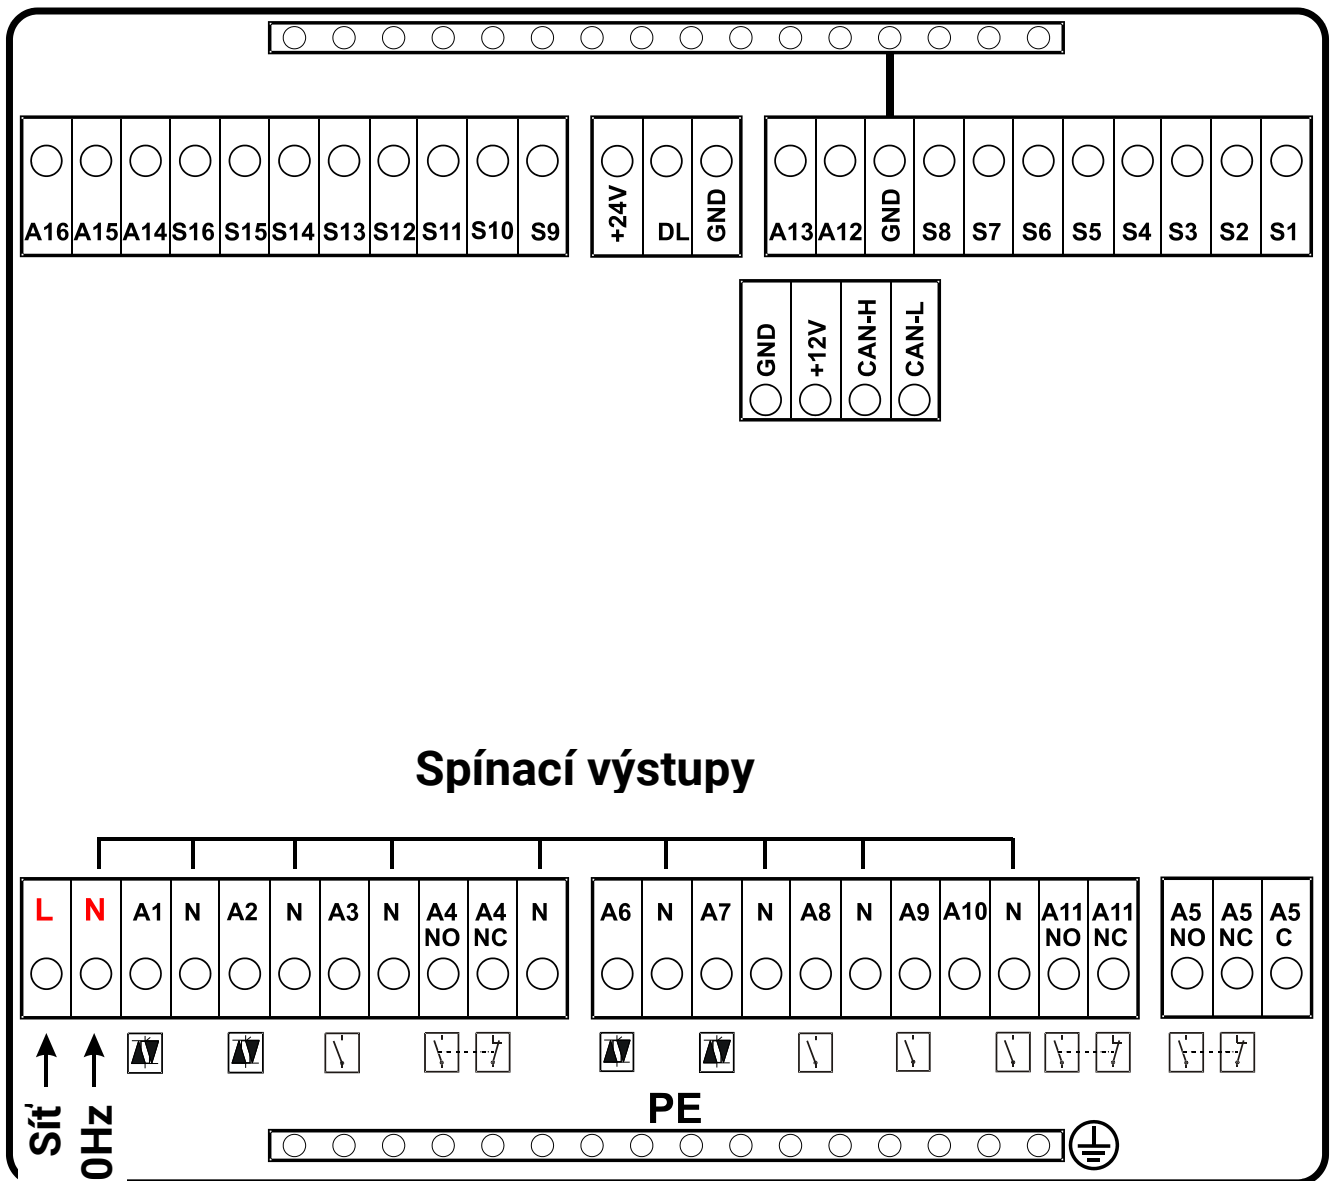 A16 A15 A14 S16 S15 S14 S13 S12 S11 S10 S9 +24V DL GND A13 A12 GND S8 S7 S6 S5 S4 S3 S2 S1
GND +12V CAN-H CAN-L
Spínací výstupy
L N A1 N A2 N A3 N A4 A4 N A6 N A7 N A8 N A9 A10 N A11 A11 A5 A5 A5
NO NC NO NC NO NC C
Síť
0Hz
PE